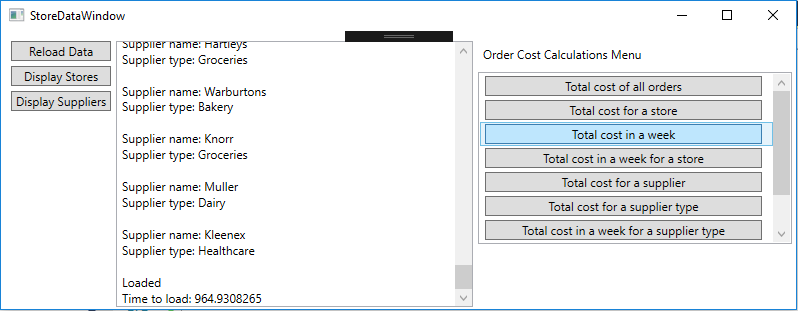 StoreDataWindow
Reload Data
Display Stores
Display Suppliers
Supplier name: Hartleys
Supplier type: Groceries
Supplier name: Warburtons
Supplier type: Bakery
Supplier name: Knorr
Supplier type: Groceries
Supplier name: Muller
Supplier type: Dairy
Supplier name: Kleenex
Supplier type: Healthcare
Loaded
Time to load: 964.9308265
Order Cost Calculations Menu
Total cost of all orders
Total cost for a store
Total cost in a week
Total cost in a week for a store
Total cost for a supplier
Total cost for a supplier type
Total cost in a week for a supplier type